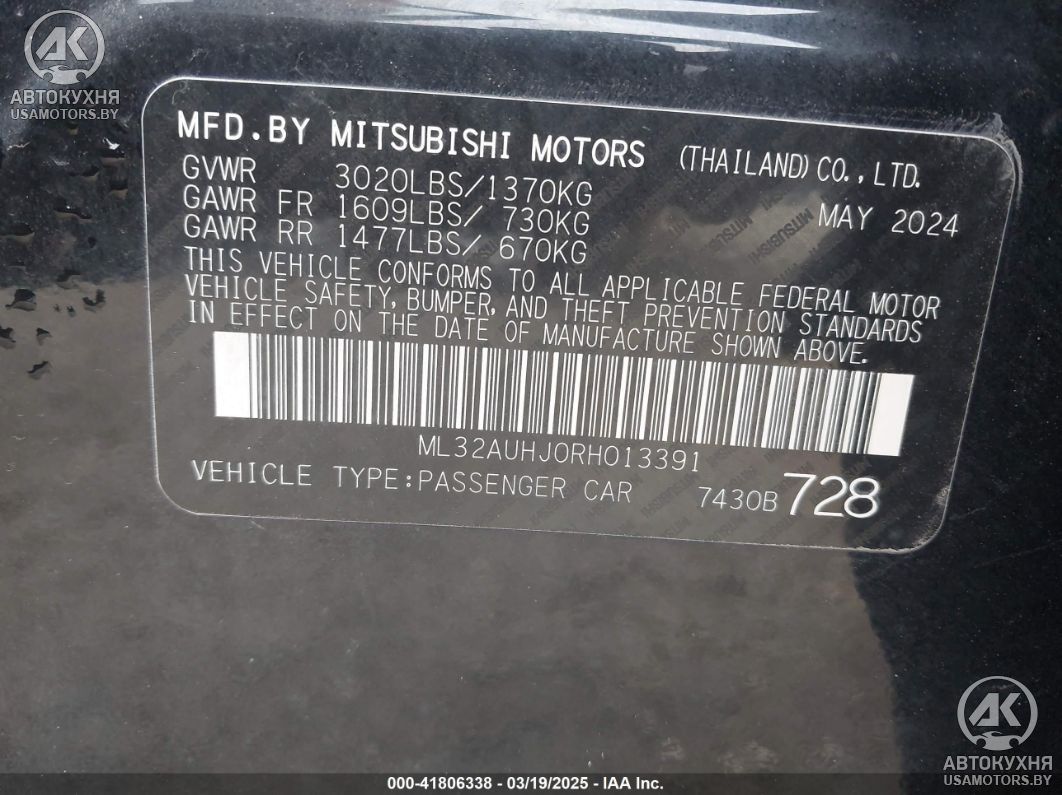 AK
АВТОКУХНЯ
USAMOTORS.BY
MFD.BY MITSUBISHI MOTORS (THAILAND) CO., LTD.
GVWR 3020LBS/1370KG
GAWR FR 1609LBS/ 730KG MAY 2024
GAWR RR 1477LBS/ 670KG
THIS VEHICLE CONFORMS TO ALL APPLICABLE FEDERAL MOTOR
VEHICLE SAFETY, BUMPER, AND THEFT PREVENTION STANDARDS
IN EFFECT ON THE DATE OF MANUFACTURE SHOWN ABOVE.
ML32AUHJ0RH013391
VEHICLE TYPE:PASSENGER CAR 7430B 728
AK
АВТОКУХНЯ
USAMOTORS.BY
000-41806338 - 03/19/2025 - IAA Inc.